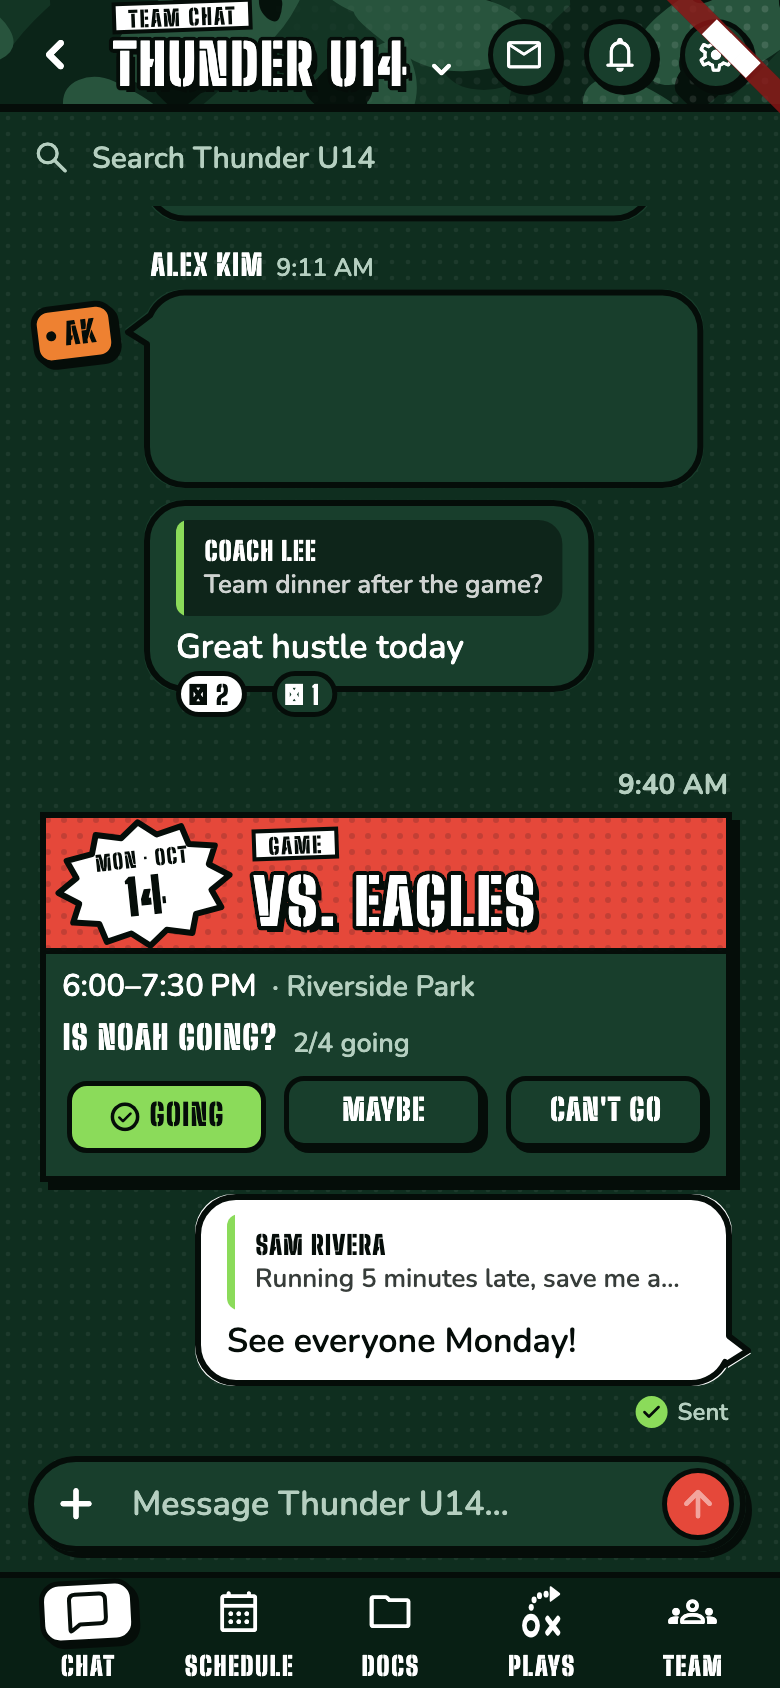 TEAM CHAT
THUNDER U14
Search Thunder U14
ALEX KIM 9:11 AM
AK
COACH LEE
Team dinner after the game?
Great hustle today
2 1
9:40 AM
MON · OCT
14
GAME
VS. EAGLES
6:00–7:30 PM · Riverside Park
IS NOAH GOING? 2/4 going
GOING MAYBE CAN'T GO
SAM RIVERA
Running 5 minutes late, save me a...
See everyone Monday!
Sent
Message Thunder U14...
CHAT SCHEDULE DOCS PLAYS TEAM